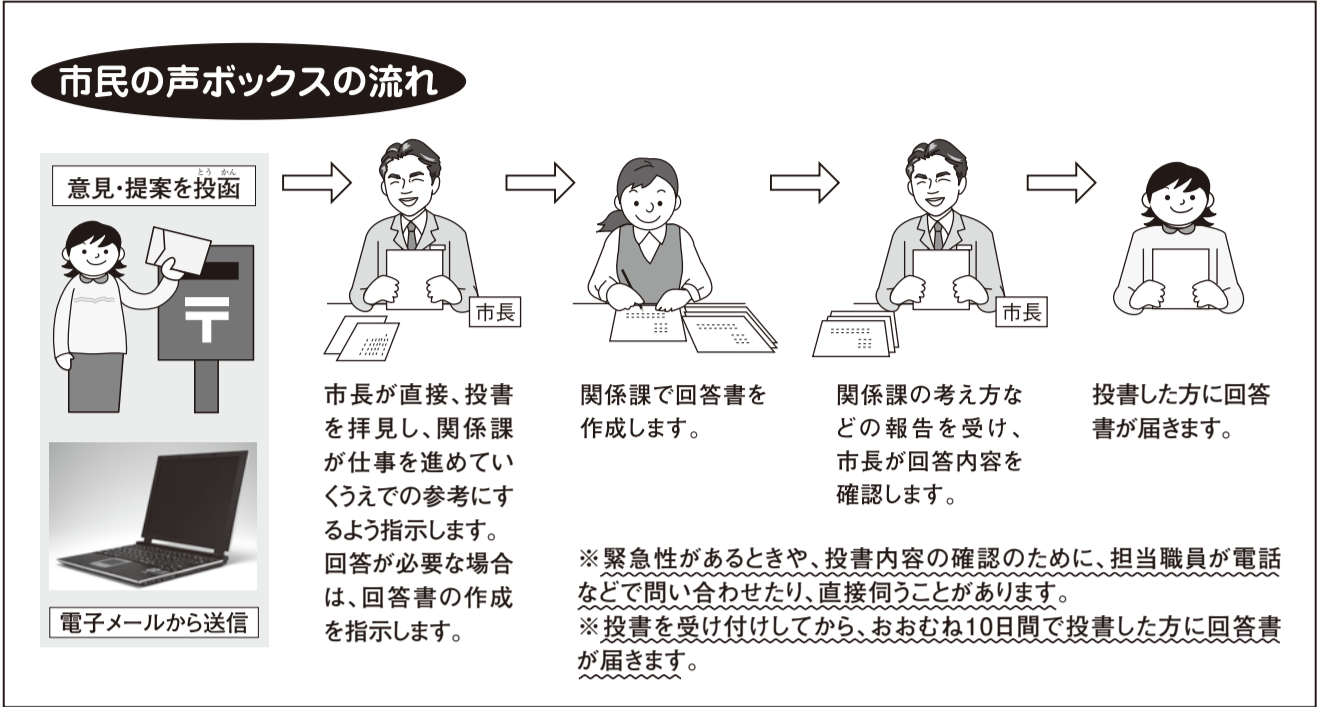 市民の声ボックスの流れ
とうかん
意見・提案を投函
〒
電子メールから送信
市長
市長が直接、投書
を拝見し、関係課
が仕事を進めてい
くうえでの参考にす
るよう指示します。
回答が必要な場合
は、回答書の作成
を指示します。
関係課で回答書を
作成します。
市長
関係課の考え方な
どの報告を受け、
市長が回答内容を
確認します。
投書した方に回答
書が届きます。
※緊急性があるときや、投書内容の確認のために、担当職員が電話
などで問い合わせたり、直接伺うことがあります。
※投書を受け付けしてから、おおむね10日間で投書した方に回答書
が届きます。